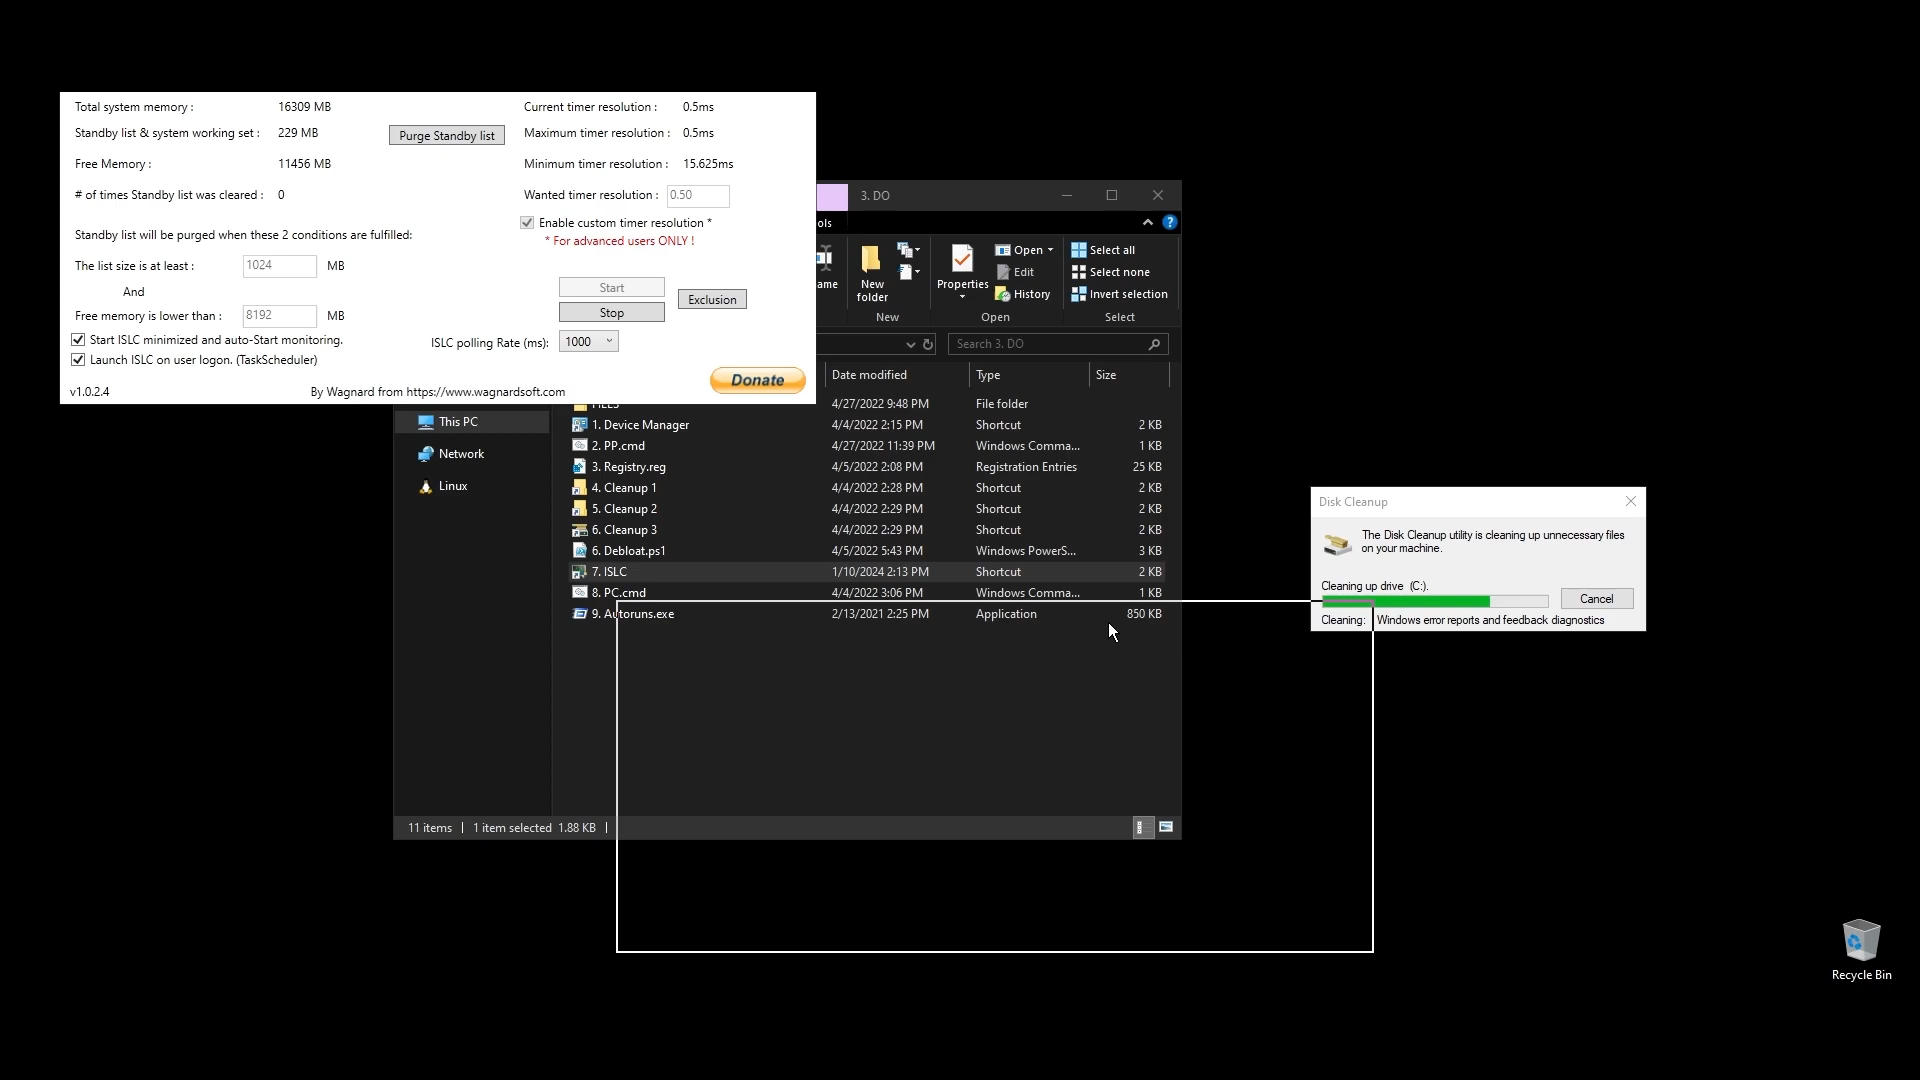 Total system memory : 16309 MB
Standby list & system working set : 229 MB
Purge Standby list
Free Memory : 11456 MB
# of times Standby list was cleared : 0
Standby list will be purged when these 2 conditions are fulfilled:
The list size is at least : 1024 MB
And
Free memory is lower than : 8192 MB
Start ISLC minimized and auto-Start monitoring.
Launch ISLC on user logon. (TaskScheduler)
v1.0.2.4
By Wagnard from https://www.wagnardsoft.com
Current timer resolution : 0.5ms
Maximum timer resolution : 0.5ms
Minimum timer resolution : 15.625ms
Wanted timer resolution : 0.50
Enable custom timer resolution *
* For advanced users ONLY !
Start
Stop
Exclusion
ISLC polling Rate (ms): 1000
Donate
3. DO
ols
ame
New folder
New
Properties
Open
Edit
History
Open
Select all
Select none
Invert selection
Select
Search 3. DO
Date modified Type Size
This PC
Network
Linux
4/27/2022 9:48 PM File folder
1. Device Manager 4/4/2022 2:15 PM Shortcut 2 KB
2. PP.cmd 4/27/2022 11:39 PM Windows Comma... 1 KB
3. Registry.reg 4/5/2022 2:08 PM Registration Entries 25 KB
4. Cleanup 1 4/4/2022 2:28 PM Shortcut 2 KB
5. Cleanup 2 4/4/2022 2:29 PM Shortcut 2 KB
6. Cleanup 3 4/4/2022 2:29 PM Shortcut 2 KB
6. Debloat.ps1 4/5/2022 5:43 PM Windows PowerS... 3 KB
7. ISLC 1/10/2024 2:13 PM Shortcut 2 KB
8. PC.cmd 4/4/2022 3:06 PM Windows Comma... 1 KB
9. Autoruns.exe 2/13/2021 2:25 PM Application 850 KB
11 items 1 item selected 1.88 KB
Disk Cleanup
The Disk Cleanup utility is cleaning up unnecessary files
on your machine.
Cleaning up drive (C:).
Cancel
Cleaning: Windows error reports and feedback diagnostics
Recycle Bin